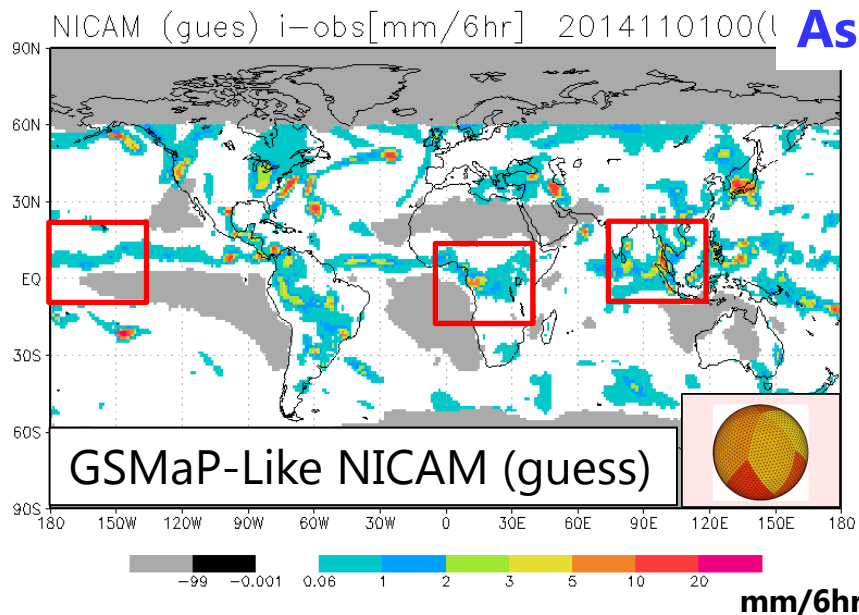 NICAM (gues) i-obs[mm/6hr] 2014110100(U
As
90N
60N
30N
EQ
30S
60S
90S
GSMaP-Like NICAM (guess)
180 150W 120W 90W 60W 30W 0 30E 60E 90E 120E 150E 180
-99 -0.001 0.06 1 2 3 5 10 20
mm/6hr